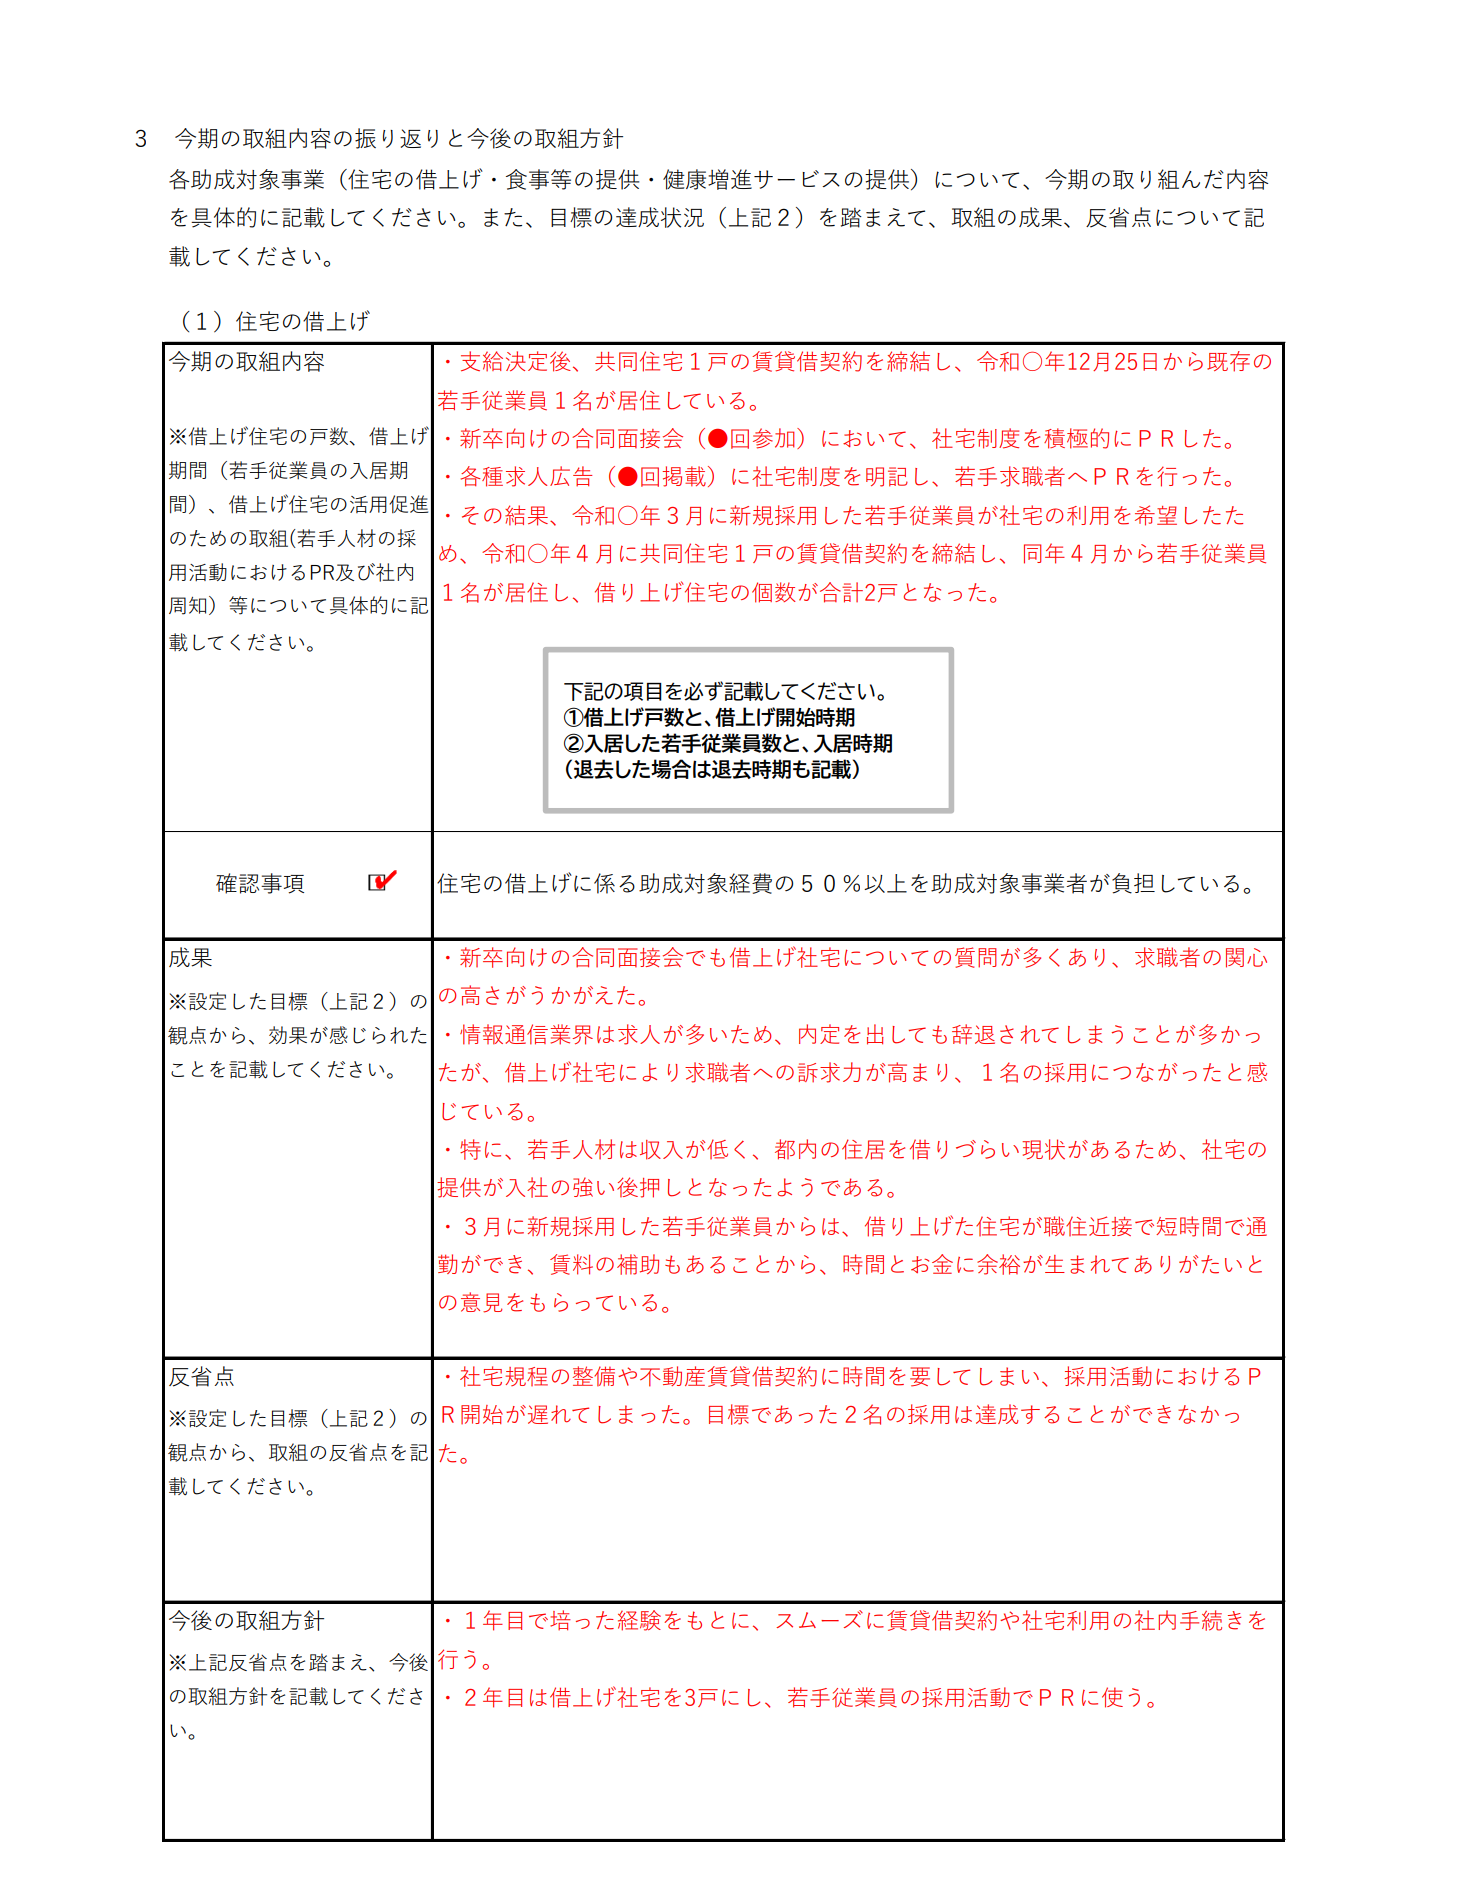 3　今期の取組内容の振り返りと今後の取組方針
各助成対象事業（住宅の借上げ・食事等の提供・健康増進サービスの提供）について、今期の取り組んだ内容
を具体的に記載してください。また、目標の達成状況（上記２）を踏まえて、取組の成果、反省点について記
載してください。
（１）住宅の借上げ
今期の取組内容
※借上げ住宅の戸数、借上げ
期間（若手従業員の入居期
間）、借上げ住宅の活用促進
のための取組(若手人材の採
用活動におけるPR及び社内
周知）等について具体的に記
載してください。
・支給決定後、共同住宅１戸の賃貸借契約を締結し、令和〇年12月25日から既存の
若手従業員１名が居住している。
・新卒向けの合同面接会（●回参加）において、社宅制度を積極的にＰＲした。
・各種求人広告（●回掲載）に社宅制度を明記し、若手求職者へＰＲを行った。
・その結果、令和〇年３月に新規採用した若手従業員が社宅の利用を希望したた
め、令和〇年４月に共同住宅１戸の賃貸借契約を締結し、同年４月から若手従業員
１名が居住し、借り上げ住宅の個数が合計2戸となった。
下記の項目を必ず記載してください。
①借上げ戸数と、借上げ開始時期
②入居した若手従業員数と、入居時期
（退去した場合は退去時期も記載）
確認事項　☑
住宅の借上げに係る助成対象経費の５０％以上を助成対象事業者が負担している。
成果
※設定した目標（上記２）の
観点から、効果が感じられた
ことを記載してください。
・新卒向けの合同面接会でも借上げ社宅についての質問が多くあり、求職者の関心
の高さがうかがえた。
・情報通信業界は求人が多いため、内定を出しても辞退されてしまうことが多かっ
たが、借上げ社宅により求職者への訴求力が高まり、１名の採用につながったと感
じている。
・特に、若手人材は収入が低く、都内の住居を借りづらい現状があるため、社宅の
提供が入社の強い後押しとなったようである。
・３月に新規採用した若手従業員からは、借り上げた住宅が職住近接で短時間で通
勤ができ、賃料の補助もあることから、時間とお金に余裕が生まれてありがたいと
の意見をもらっている。
反省点
※設定した目標（上記２）の
観点から、取組の反省点を記
載してください。
・社宅規程の整備や不動産賃貸借契約に時間を要してしまい、採用活動におけるＰ
Ｒ開始が遅れてしまった。目標であった２名の採用は達成することができなかっ
た。
今後の取組方針
※上記反省点を踏まえ、今後
の取組方針を記載してくださ
い。
・１年目で培った経験をもとに、スムーズに賃貸借契約や社宅利用の社内手続きを
行う。
・２年目は借上げ社宅を3戸にし、若手従業員の採用活動でＰＲに使う。